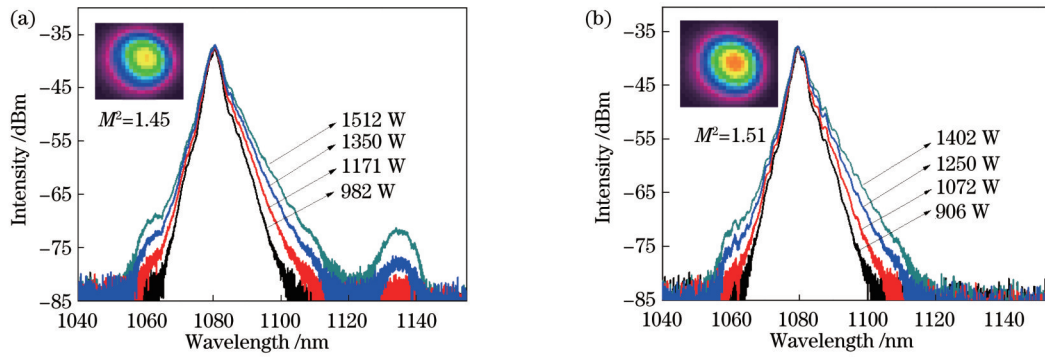 (a)
−35
−45
−55
−65
−75
−85
Intensity /dBm
M²=1.45
1512 W
1350 W
1171 W
982 W
1040 1060 1080 1100 1120 1140
Wavelength /nm
(b)
−35
−45
−55
−65
−75
−85
Intensity /dBm
M²=1.51
1402 W
1250 W
1072 W
906 W
1040 1060 1080 1100 1120 1140
Wavelength /nm